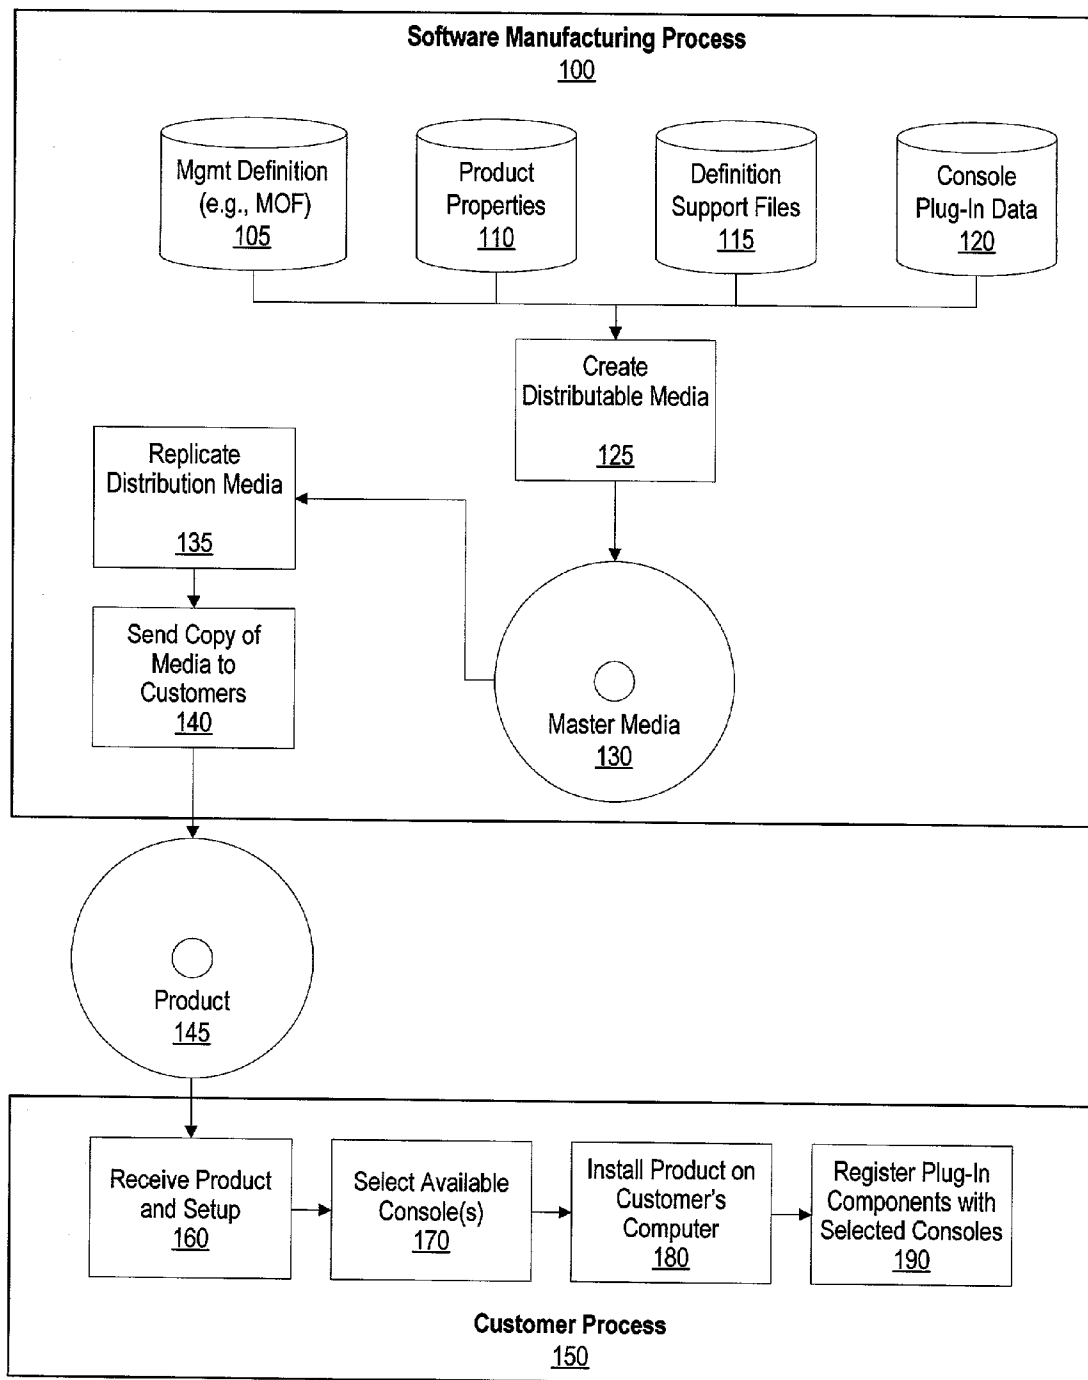 Software Manufacturing Process
100
Mgmt Definition
(e.g., MOF)
105
Product
Properties
110
Definition
Support Files
115
Console
Plug-In Data
120
Create
Distributable Media
125
Replicate
Distribution Media
135
Send Copy of
Media to
Customers
140
Master Media
130
Product
145
Receive Product
and Setup
160
Select Available
Console(s)
170
Install Product on
Customer's
Computer
180
Register Plug-In
Components with
Selected Consoles
190
Customer Process
150